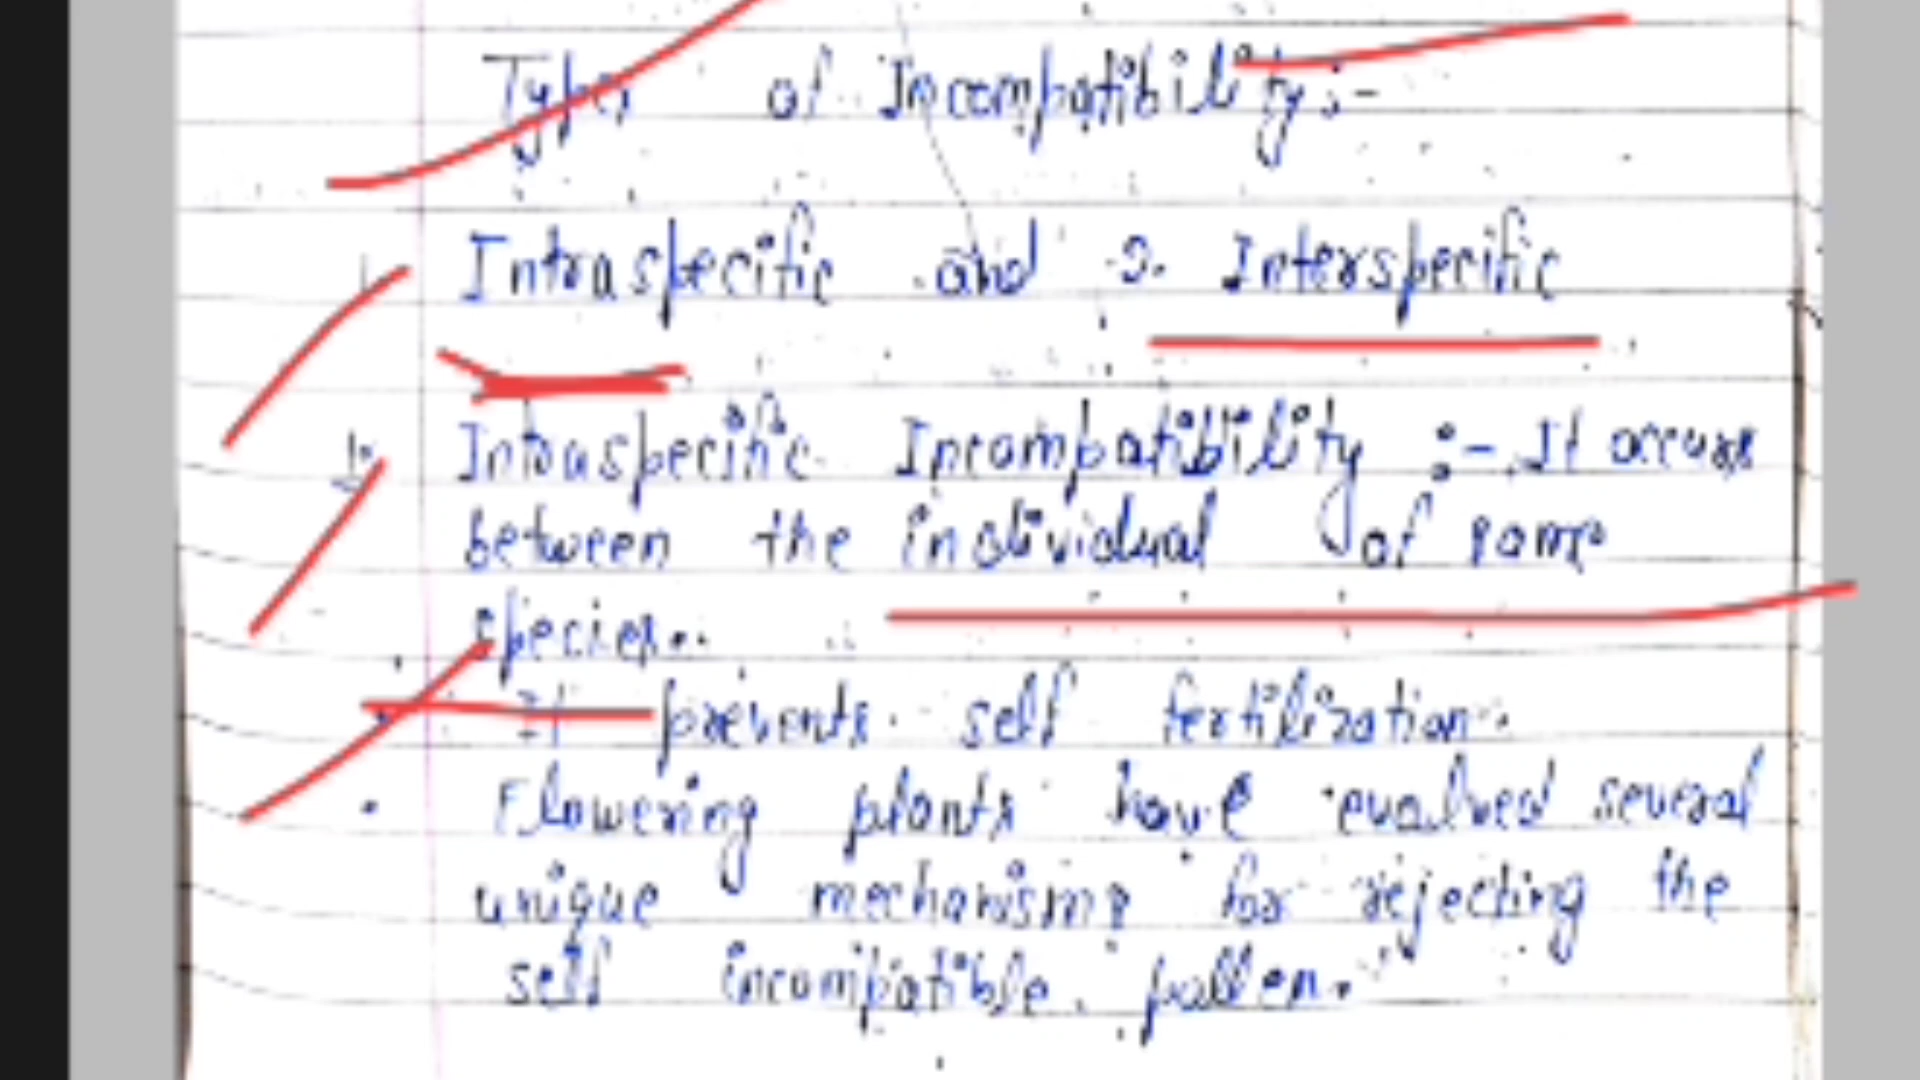 Types of Incompatibility :-
1. Intraspecific and 2. Interspecific
1. Intraspecific Incompatibility :- It occurs
between the individual of same
species.
• It prevents self fertilization.
• Flowering plants have evolved several
unique mechanisms for rejecting the
self incompatible pollen.